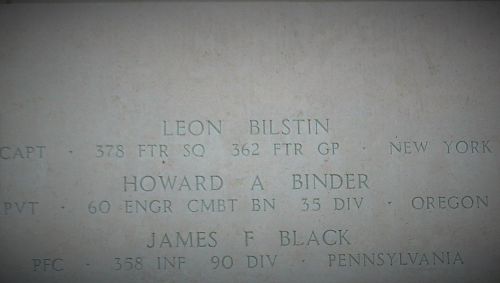 LEON BILSTIN
CAPT · 378 FTR SQ 362 FTR GP · NEW YORK
HOWARD A BINDER
PVT · 60 ENGR CMBT BN 35 DIV · OREGON
JAMES F BLACK
PFC · 358 INF 90 DIV · PENNSYLVANIA